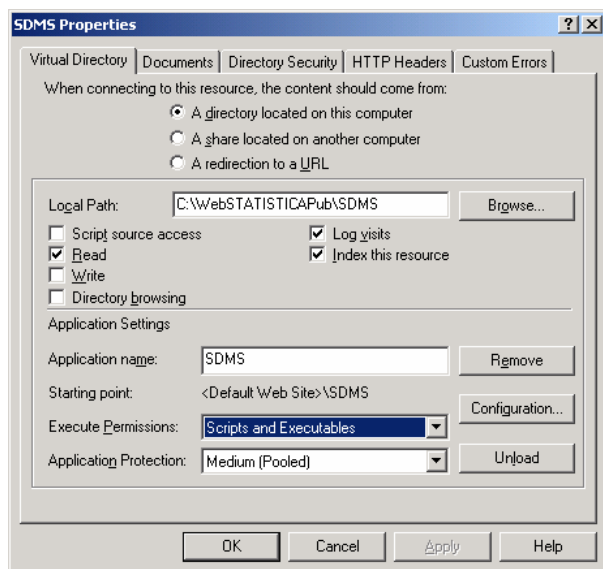 SDMS Properties
Virtual Directory Documents Directory Security HTTP Headers Custom Errors
When connecting to this resource, the content should come from:
A directory located on this computer
A share located on another computer
A redirection to a URL
Local Path: C:\WebSTATISTICAPub\SDMS Browse...
Script source access Log visits
Read Index this resource
Write
Directory browsing
Application Settings
Application name: SDMS Remove
Starting point: <Default Web Site>\SDMS
Configuration...
Execute Permissions: Scripts and Executables
Application Protection: Medium (Pooled) Unload
OK Cancel Apply Help